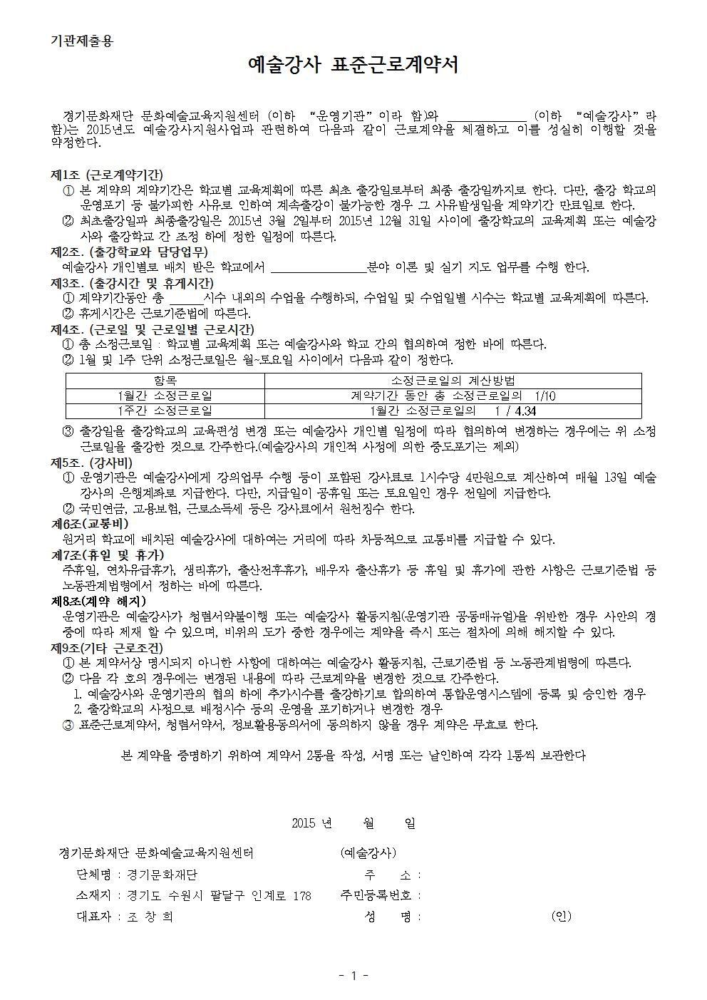 기관제출용
예술강사 표준근로계약서
경기문화재단 문화예술교육지원센터 (이하 “운영기관”이라 함)와 ____________ (이하 “예술강사”라
함)는 2015년도 예술강사지원사업과 관련하여 다음과 같이 근로계약을 체결하고 이를 성실히 이행할 것을
약정한다.
제1조 (근로계약기간)
① 본 계약의 계약기간은 학교별 교육계획에 따른 최초 출강일로부터 최종 출강일까지로 한다. 다만, 출강 학교의
운영포기 등 불가피한 사유로 인하여 계속출강이 불가능한 경우 그 사유발생일을 계약기간 만료일로 한다.
② 최초출강일과 최종출강일은 2015년 3월 2일부터 2015년 12월 31일 사이에 출강학교의 교육계획 또는 예술강
사와 출강학교 간 조정 하에 정한 일정에 따른다.
제2조. (출강학교와 담당업무)
예술강사 개인별로 배치 받은 학교에서 _______________분야 이론 및 실기 지도 업무를 수행 한다.
제3조. (출강시간 및 휴게시간)
① 계약기간동안 총 _____시수 내외의 수업을 수행하되, 수업일 및 수업일별 시수는 학교별 교육계획에 따른다.
② 휴게시간은 근로기준법에 따른다.
제4조. (근로일 및 근로일별 근로시간)
① 총 소정근로일 : 학교별 교육계획 또는 예술강사와 학교 간의 협의하여 정한 바에 따른다.
② 1월 및 1주 단위 소정근로일은 월~토요일 사이에서 다음과 같이 정한다.
항목 소정근로일의 계산방법
1월간 소정근로일 계약기간 동안 총 소정근로일의 1/10
1주간 소정근로일 1월간 소정근로일의 1 / 4.34
③ 출강일을 출강학교의 교육편성 변경 또는 예술강사 개인별 일정에 따라 협의하여 변경하는 경우에는 위 소정
근로일을 출강한 것으로 간주한다.(예술강사의 개인적 사정에 의한 중도포기는 제외)
제5조. (강사비)
① 운영기관은 예술강사에게 강의업무 수행 등이 포함된 강사료로 1시수당 4만원으로 계산하여 매월 13일 예술
강사의 은행계좌로 지급한다. 다만, 지급일이 공휴일 또는 토요일인 경우 전일에 지급한다.
② 국민연금, 고용보험, 근로소득세 등은 강사료에서 원천징수 한다.
제6조(교통비)
원거리 학교에 배치된 예술강사에 대하여는 거리에 따라 차등적으로 교통비를 지급할 수 있다.
제7조(휴일 및 휴가)
주휴일, 연차유급휴가, 생리휴가, 출산전후휴가, 배우자 출산휴가 등 휴일 및 휴가에 관한 사항은 근로기준법 등
노동관계법령에서 정하는 바에 따른다.
제8조(계약 해지)
운영기관은 예술강사가 청렴서약불이행 또는 예술강사 활동지침(운영기관 공동매뉴얼)을 위반한 경우 사안의 경
중에 따라 제재 할 수 있으며, 비위의 도가 중한 경우에는 계약을 즉시 또는 절차에 의해 해지할 수 있다.
제9조(기타 근로조건)
① 본 계약서상 명시되지 아니한 사항에 대하여는 예술강사 활동지침, 근로기준법 등 노동관계법령에 따른다.
② 다음 각 호의 경우에는 변경된 내용에 따라 근로계약을 변경한 것으로 간주한다.
1. 예술강사와 운영기관의 협의 하에 추가시수를 출강하기로 합의하여 통합운영시스템에 등록 및 승인한 경우
2. 출강학교의 사정으로 배정시수 등의 운영을 포기하거나 변경한 경우
③ 표준근로계약서, 청렴서약서, 정보활용동의서에 동의하지 않을 경우 계약은 무효로 한다.
본 계약을 증명하기 위하여 계약서 2통을 작성, 서명 또는 날인하여 각각 1통씩 보관한다
2015 년 월 일
경기문화재단 문화예술교육지원센터 (예술강사)
단체명 : 경기문화재단 주 소 :
소재지 : 경기도 수원시 팔달구 인계로 178 주민등록번호 :
대표자 : 조 창 희 성 명 : (인)
- 1 -